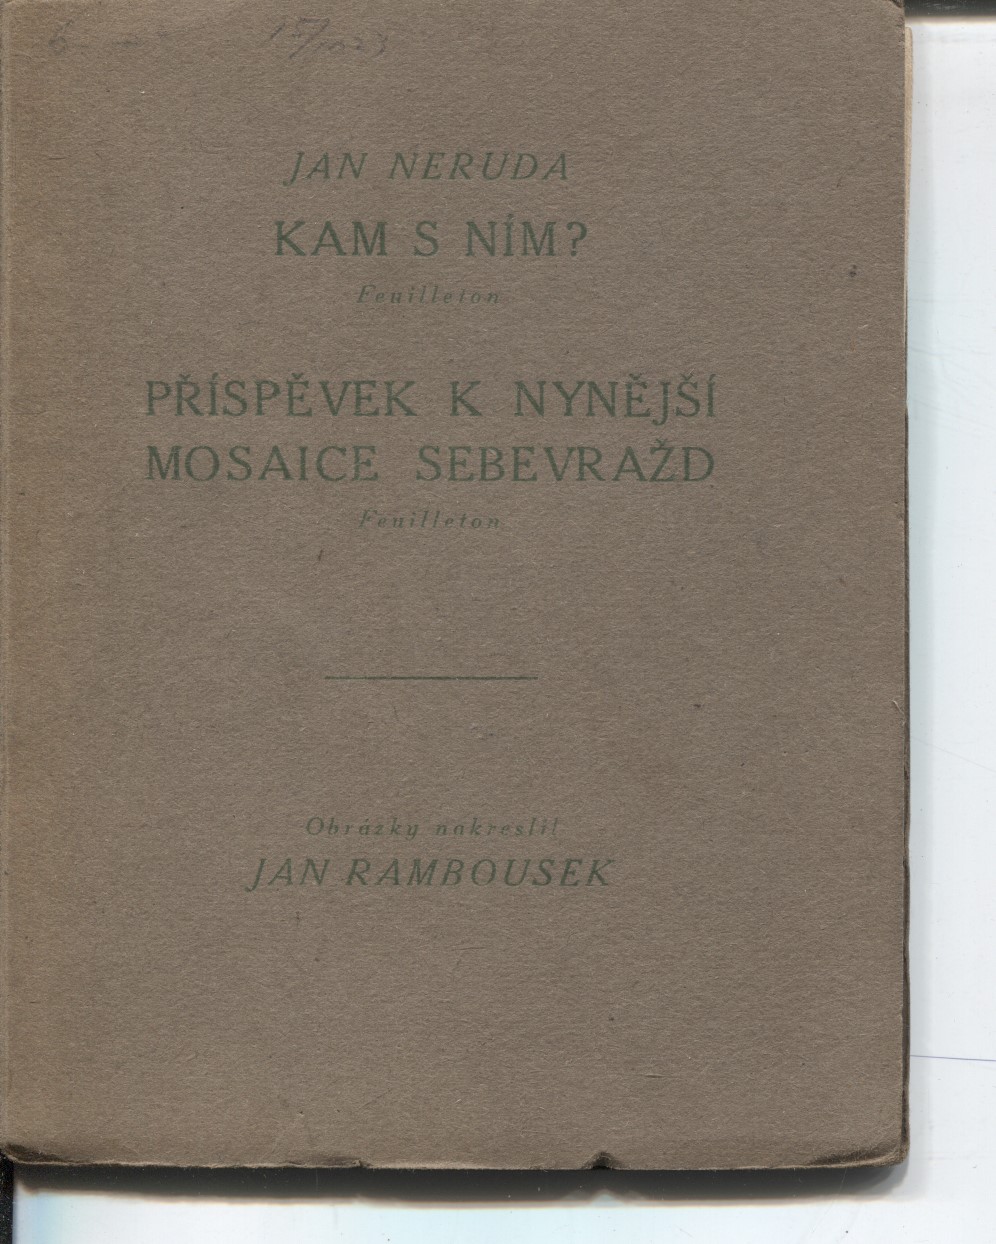 JAN NERUDA
KAM S NÍM?
Feuilleton
PŘÍSPĚVEK K NYNĚJŠÍ
MOSAICE SEBEVRAŽD
Feuilleton
Obrázky nakreslil
JAN RAMBOUSEK